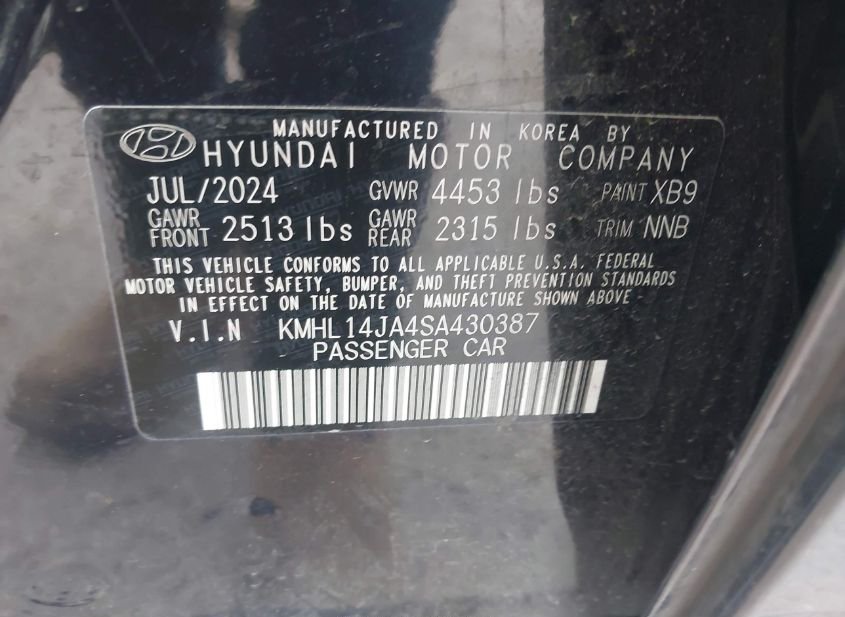 MANUFACTURED IN KOREA BY
HYUNDAI MOTOR COMPANY
JUL/2024 GVWR 4453 lbs PAINT XB9
GAWR FRONT 2513 lbs GAWR REAR 2315 lbs TRIM NNB
THIS VEHICLE CONFORMS TO ALL APPLICABLE U.S.A. FEDERAL
MOTOR VEHICLE SAFETY, BUMPER, AND THEFT PREVENTION STANDARDS
IN EFFECT ON THE DATE OF MANUFACTURE SHOWN ABOVE
V.I.N KMHL14JA4SA430387
PASSENGER CAR